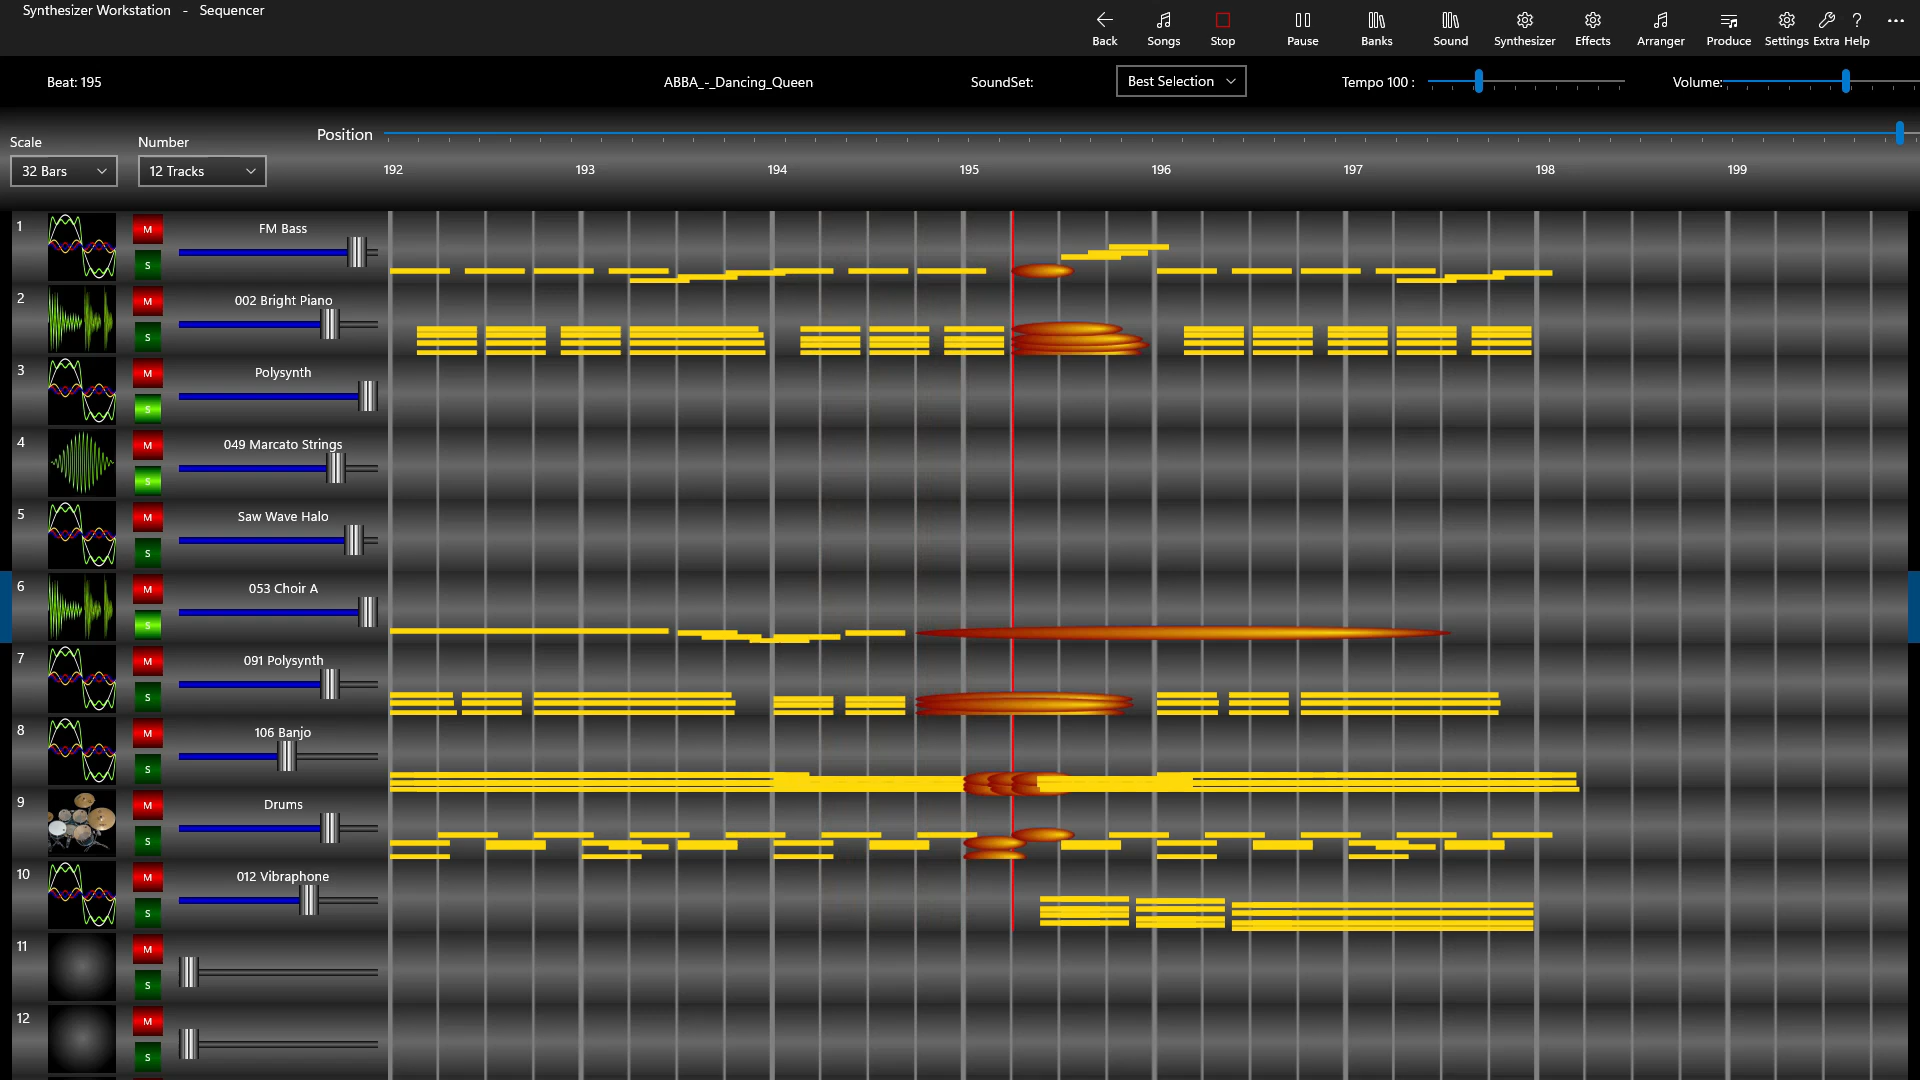 Synthesizer Workstation - Sequencer
Back Songs Stop Pause Banks Sound Synthesizer Effects Arranger Produce Settings Extra Help
Beat: 195 ABBA_-_Dancing_Queen SoundSet: Best Selection Tempo 100 : Volume:
Scale Number Position
32 Bars 12 Tracks
192 193 194 195 196 197 198 199
1 M FM Bass
S
2 M 002 Bright Piano
S
3 M Polysynth
S
4 M 049 Marcato Strings
S
5 M Saw Wave Halo
S
6 M 053 Choir A
S
7 M 091 Polysynth
S
8 M 106 Banjo
S
9 M Drums
S
10 M 012 Vibraphone
S
11 M
S
12 M
S